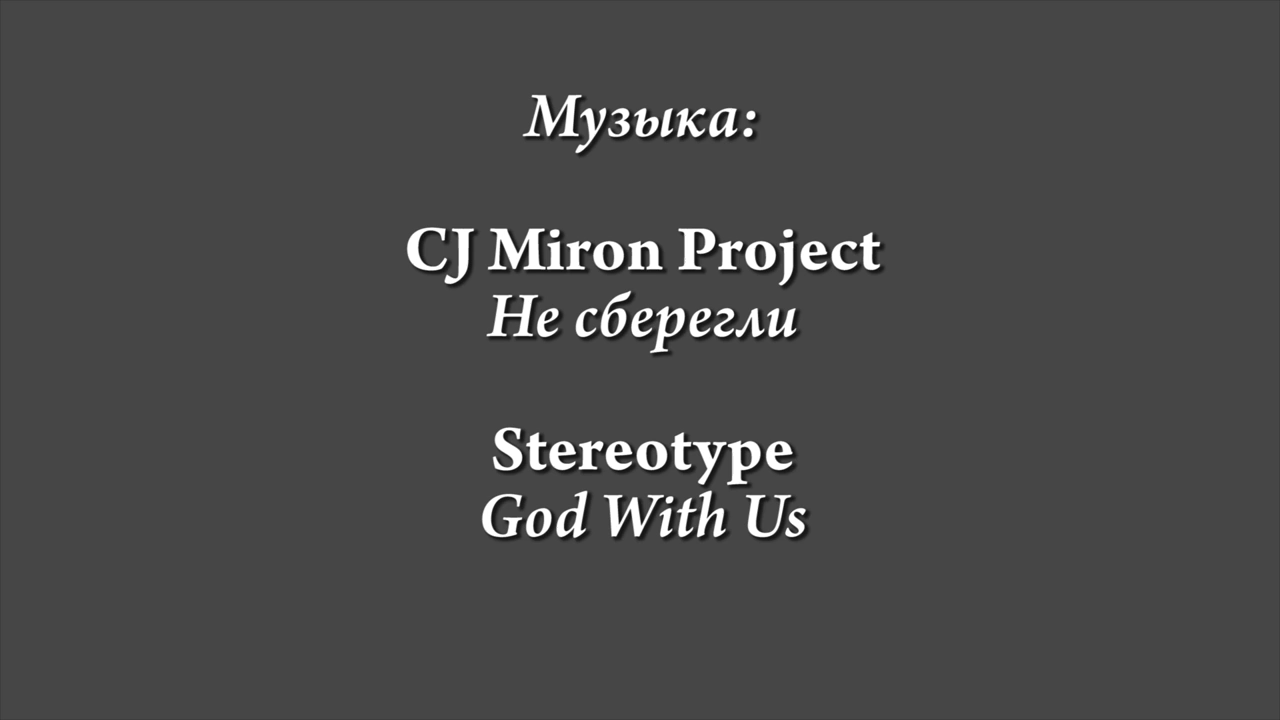 Музыка:
CJ Miron Project
Не сберегли
Stereotype
God With Us